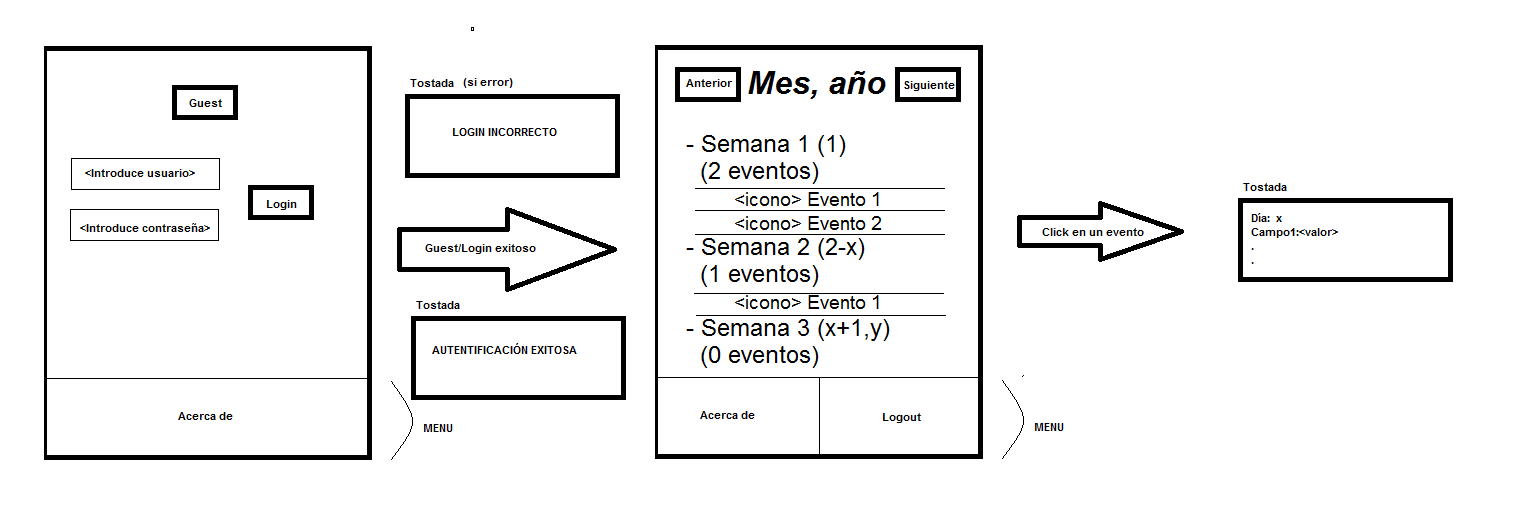 Guest
<Introduce usuario>
Login
<Introduce contraseña>
Acerca de
MENU
Tostada (si error)
LOGIN INCORRECTO
Guest/Login exitoso
Tostada
AUTENTIFICACIÓN EXITOSA
Anterior
Mes, año
Siguiente
- Semana 1 (1)
(2 eventos)
<icono> Evento 1
<icono> Evento 2
- Semana 2 (2-x)
(1 eventos)
<icono> Evento 1
- Semana 3 (x+1,y)
(0 eventos)
Acerca de
Logout
MENU
Click en un evento
Tostada
Día: x
Campo1:<valor>
.
.